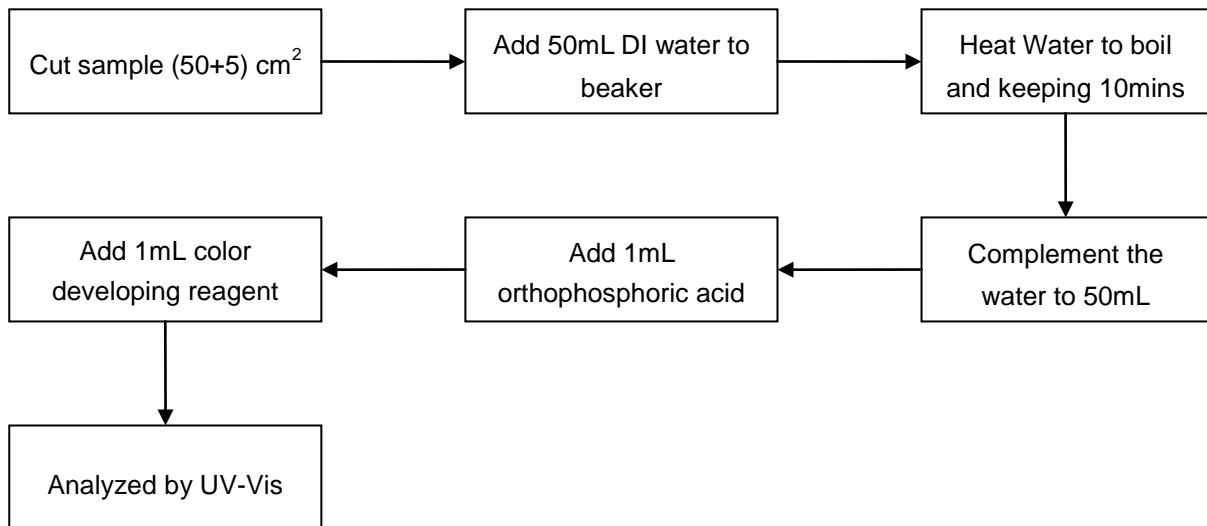 Cut sample (50+5) cm²
Add 50mL DI water to
beaker
Heat Water to boil
and keeping 10mins
Complement the
water to 50mL
Add 1mL
orthophosphoric acid
Add 1mL color
developing reagent
Analyzed by UV-Vis